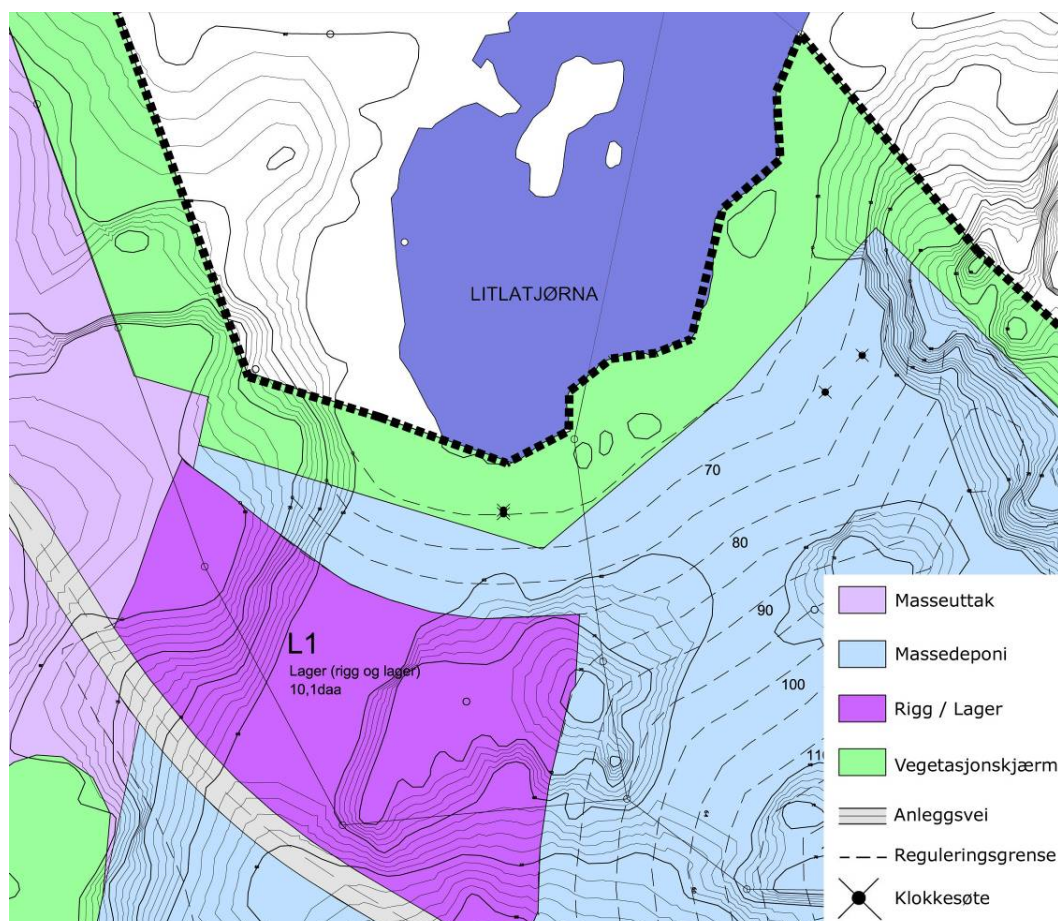 LITLATJØRNA
70
80
90
100
L1
Lager (rigg og lager)
10,1daa
Masseuttak
Massedeponi
Rigg / Lager
Vegetasjonskjærm
Anleggsvei
Reguleringsgrense
Klokkesøte